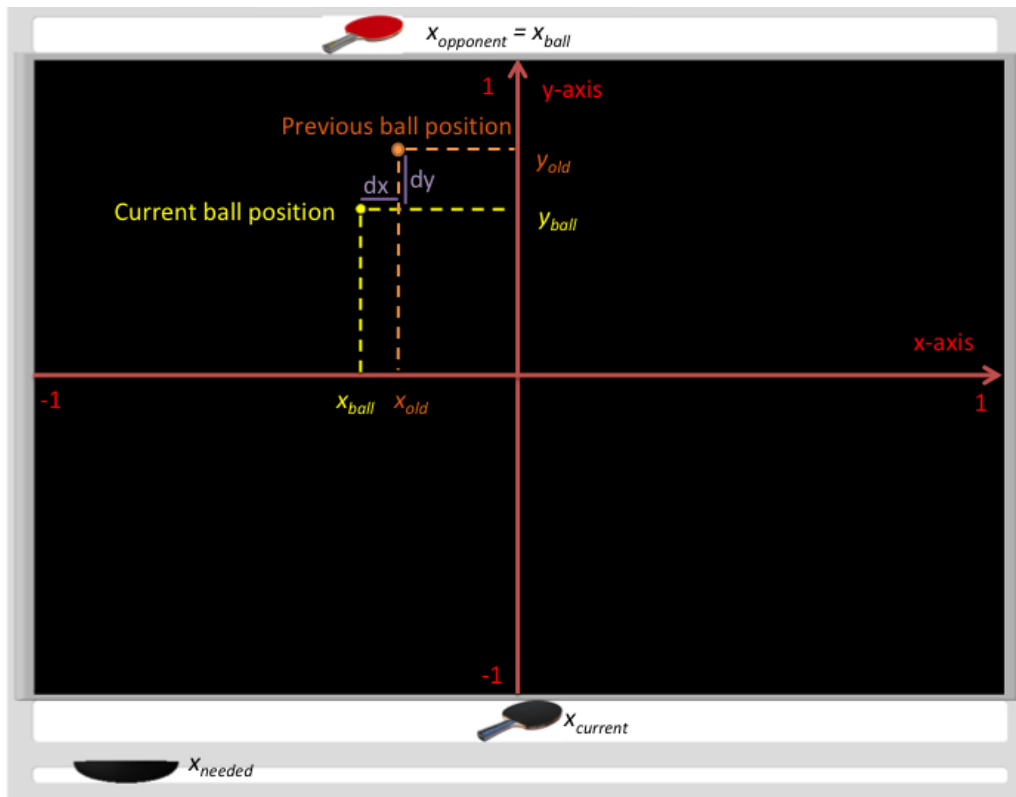 x_opponent = x_ball
1 y-axis
Previous ball position
y_old
dx dy
Current ball position
y_ball
x-axis
-1 x_ball x_old 1
-1
x_current
x_needed